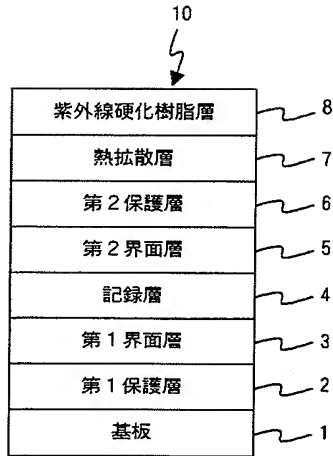 10
紫外線硬化樹脂層 8
熱拡散層 7
第2保護層 6
第2界面層 5
記録層 4
第1界面層 3
第1保護層 2
基板 1